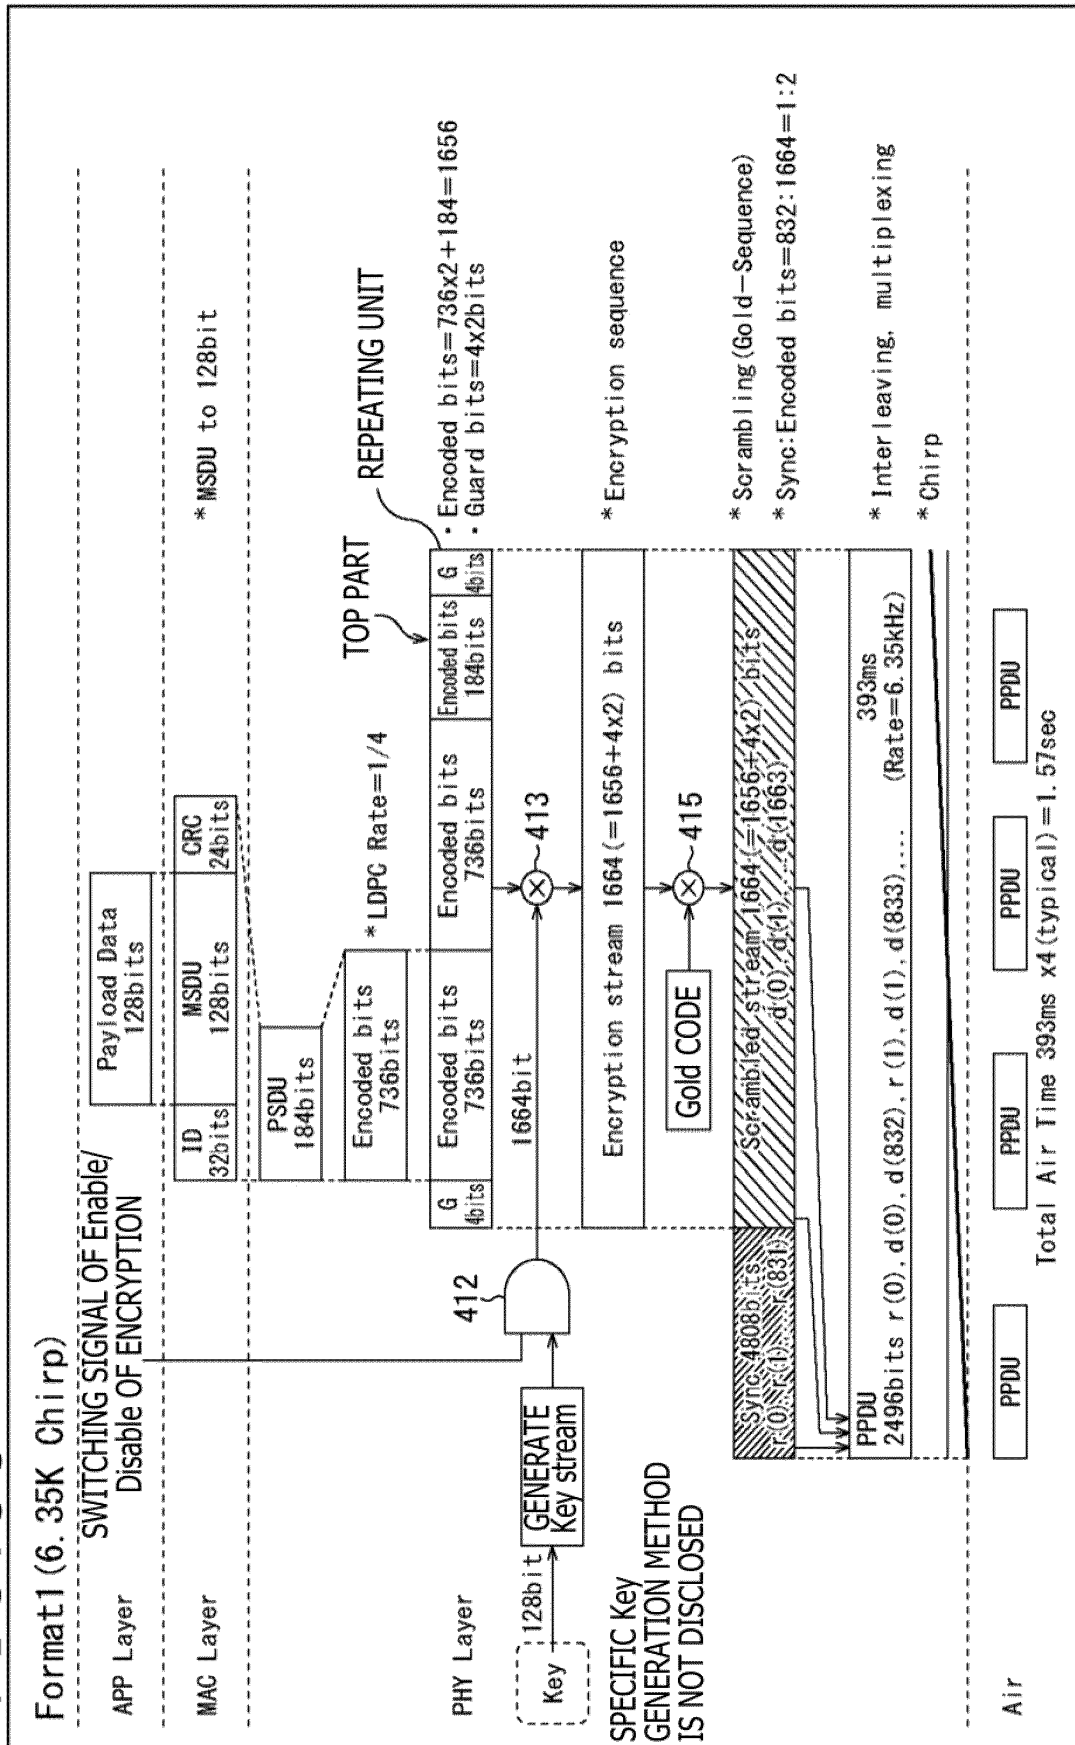 Format1(6.35K Chirp)
SWITCHING SIGNAL OF Enable/
Disable OF ENCRYPTION
APP Layer
Payload Data
128bits
MAC Layer
ID
32bits
MSDU
128bits
CRC
24bits
*MSDU to 128bit
PSDU
184bits
Encoded bits
736bits
*LDPC Rate=1/4
TOP PART
REPEATING UNIT
PHY Layer
G
4bits
Encoded bits
736bits
Encoded bits
736bits
Encoded bits
184bits
G
4bits
・Encoded bits=736x2+184=1656
・Guard bits=4x2bits
412
1664bit
413
Key
128bit
GENERATE
Key stream
SPECIFIC Key
GENERATION METHOD
IS NOT DISCLOSED
Encryption stream 1664(=1656+4x2) bits
*Encryption sequence
Gold CODE
415
Sync 4808bits
r(0), r(1)... r(831)
Scrambled stream 1664(=1656+4x2) bits
d(0), d(1)... d(1663)
*Scrambling(Gold-Sequence)
*Sync:Encoded bits=832:1664=1:2
PPDU
2496bits r(0), d(0), d(832), r(1), d(1), d(833),...
393ms
(Rate=6.35kHz)
*Interleaving, multiplexing
*Chirp
Air
PPDU
PPDU
PPDU
PPDU
Total Air Time 393ms x4(typical)=1.57sec